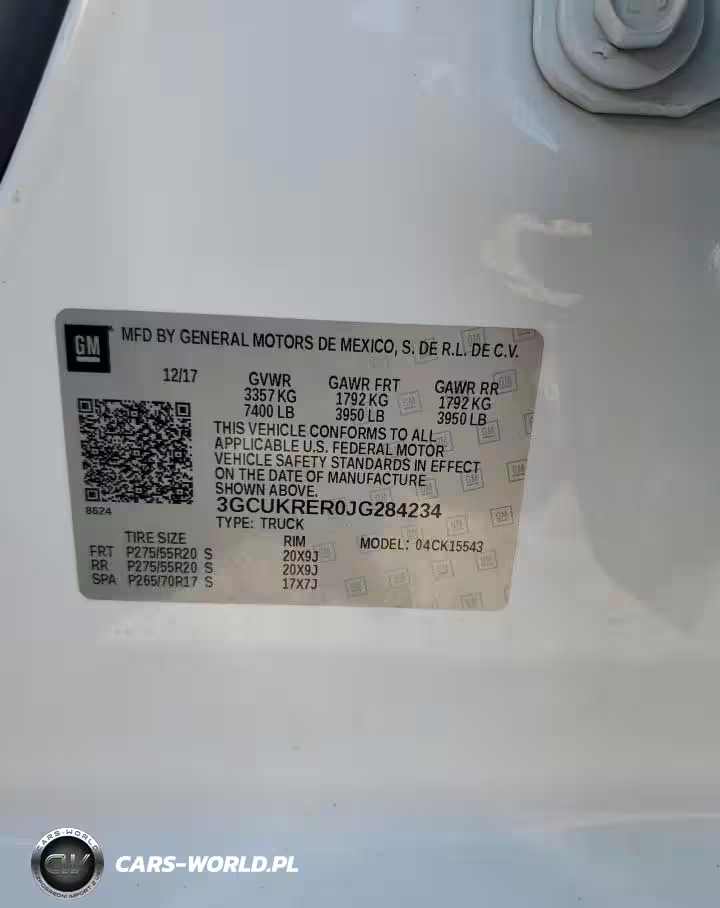 GM
MFD BY GENERAL MOTORS DE MEXICO, S. DE R.L. DE C.V.
12/17 GVWR GAWR FRT GAWR RR
3357 KG 1792 KG 1792 KG
7400 LB 3950 LB 3950 LB
THIS VEHICLE CONFORMS TO ALL
APPLICABLE U.S. FEDERAL MOTOR
VEHICLE SAFETY STANDARDS IN EFFECT
ON THE DATE OF MANUFACTURE
SHOWN ABOVE.
8624
3GCUKRER0JG284234
TYPE: TRUCK
TIRE SIZE RIM MODEL: 04CK15543
FRT P275/55R20 S 20X9J
RR P275/55R20 S 20X9J
SPA P265/70R17 S 17X7J
CARS-WORLD
CW
CARS-WORLD.PL